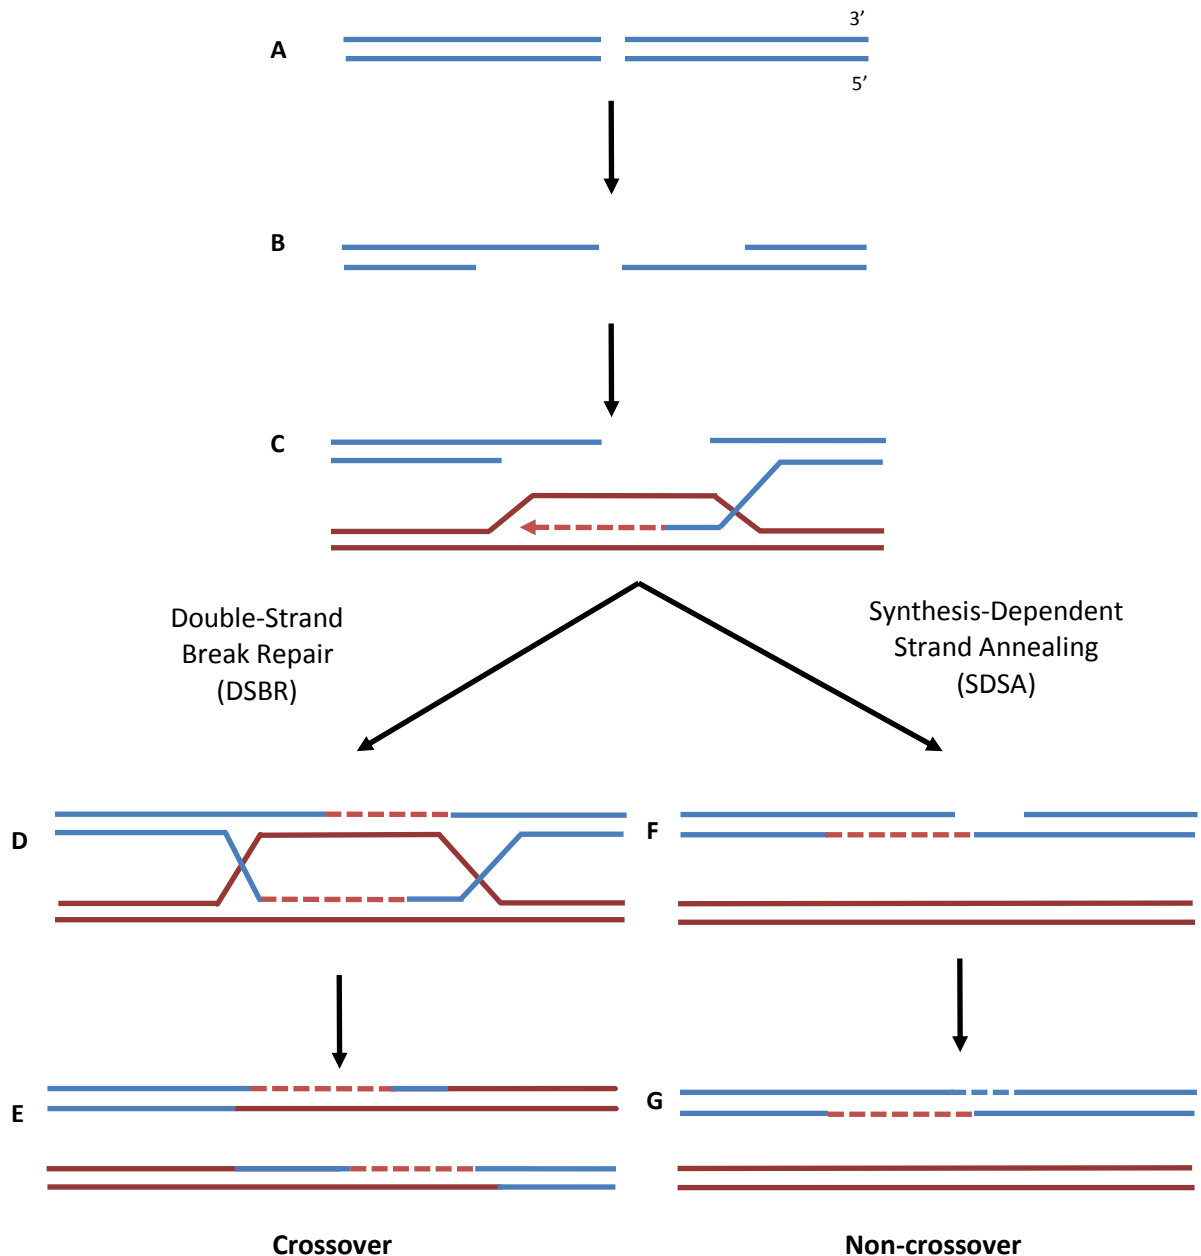 3’
A
5’
B
C
Double-Strand
Break Repair
(DSBR)
Synthesis-Dependent
Strand Annealing
(SDSA)
D
F
E
G
Crossover
Non-crossover